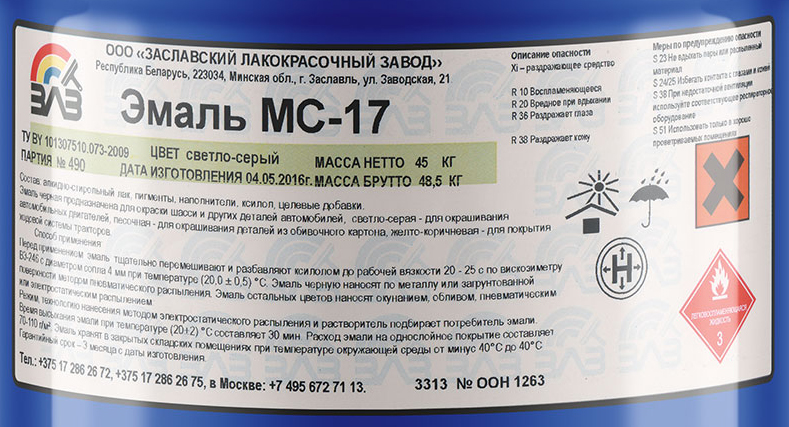 ООО «ЗАСЛАВСКИЙ ЛАКОКРАСОЧНЫЙ ЗАВОД»
Республика Беларусь, 223034, Минская обл., г. Заславль, ул. Заводская, 21
ЗЛЗ
Эмаль МС-17
ТУ BY 101307510.073-2009 ЦВЕТ светло-серый МАССА НЕТТО 45 КГ
ПАРТИЯ № 490 ДАТА ИЗГОТОВЛЕНИЯ 04.05.2016г. МАССА БРУТТО 48,5 КГ
Состав: алкидно-стирольный лак, пигменты, наполнители, ксилол, целевые добавки.
Эмаль черная предназначена для окраски шасси и других деталей автомобилей, светло-серая - для окрашивания
автомобильных двигателей, песочная - для окрашивания деталей из обивочного картона, желто-коричневая - для покрытия
ходовой системы тракторов.
Способ применения
Перед применением эмаль тщательно перемешивают и разбавляют ксилолом до рабочей вязкости 20 - 25 с по вискозиметру
ВЗ-246 с диаметром сопла 4 мм при температуре (20,0 ± 0,5) °С. Эмаль черную наносят по металлу или загрунтованной
поверхности методом пневматического распыления. Эмаль остальных цветов наносят окунанием, обливом, пневматическим
или электростатическим распылением
Режим, технологию нанесения методом электростатического распыления и растворитель подбирает потребитель эмали.
Время высыхания эмали при температуре (20±2) °С составляет 30 мин. Расход эмали на однослойное покрытие составляет
70-110 г/м². Эмаль хранят в закрытых складских помещениях при температуре окружающей среды от минус 40°С до 40°С
Гарантийный срок – 3 месяца с даты изготовления.
Тел.: +375 17 286 26 72, +375 17 286 26 75, в Москве: +7 495 672 71 13. 3313 № ООН 1263
Описание опасности
Xi – раздражающее средство
R 10 Воспламеняющееся
R 20 Вредное при вдыхании
R 36 Раздражает глаза
R 38 Раздражает кожу
Меры по предупреждению опасности
S 23 Не вдыхать пары или распыленный
материал
S 24/25 Избегать контакта с глазами и кожей
S 38 При недостаточной вентиляции
используйте соответствующее респираторное
оборудование
S 51 Использовать только в хорошо
проветриваемых помещениях
Н
ЛЕГКОВОСПЛАМЕНЯЮЩАЯСЯ
ЖИДКОСТЬ
3